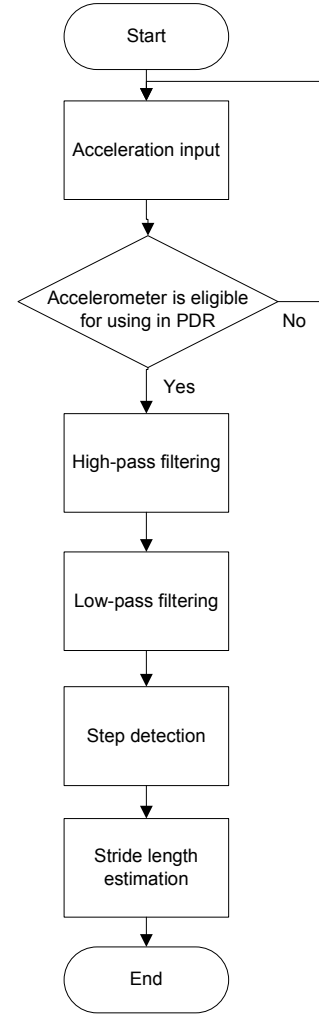 Start
Acceleration input
Accelerometer is eligible
for using in PDR
No
Yes
High-pass filtering
Low-pass filtering
Step detection
Stride length
estimation
End